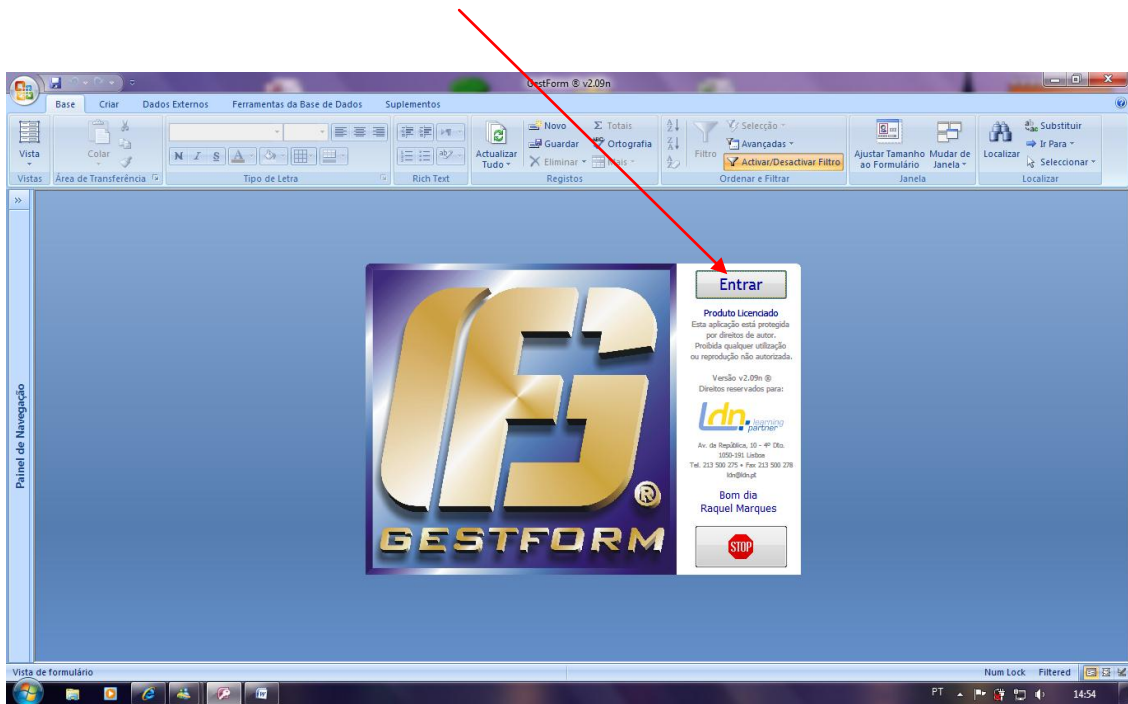 GestForm ® v2.09n
Base Criar Dados Externos Ferramentas da Base de Dados Suplementos
Vista
Colar
N I S
Actualizar Tudo
Novo
Guardar
Eliminar
Totais
Ortografia
Mais
Filtro
Selecção
Avançadas
Activar/Desactivar Filtro
Ajustar Tamanho ao Formulário
Mudar de Janela
Localizar
Substituir
Ir Para
Seleccionar
Vistas Área de Transferência Tipo de Letra Rich Text Registos Ordenar e Filtrar Janela Localizar
Painel de Navegação
GESTFORM
Entrar
Produto Licenciado
Esta aplicação está protegida
por direitos de autor.
Proibida qualquer utilização
ou reprodução não autorizada.
Versão v2.09n ®
Direitos reservados para:
ldn. learning
partner
Av. da República, 10 - 4º Dto.
1050-191 Lisboa
Tel. 213 500 275 • Fax 213 500 278
ldn@ldn.pt
Bom dia
Raquel Marques
STOP
Vista de formulário Num Lock Filtered
PT 14:54